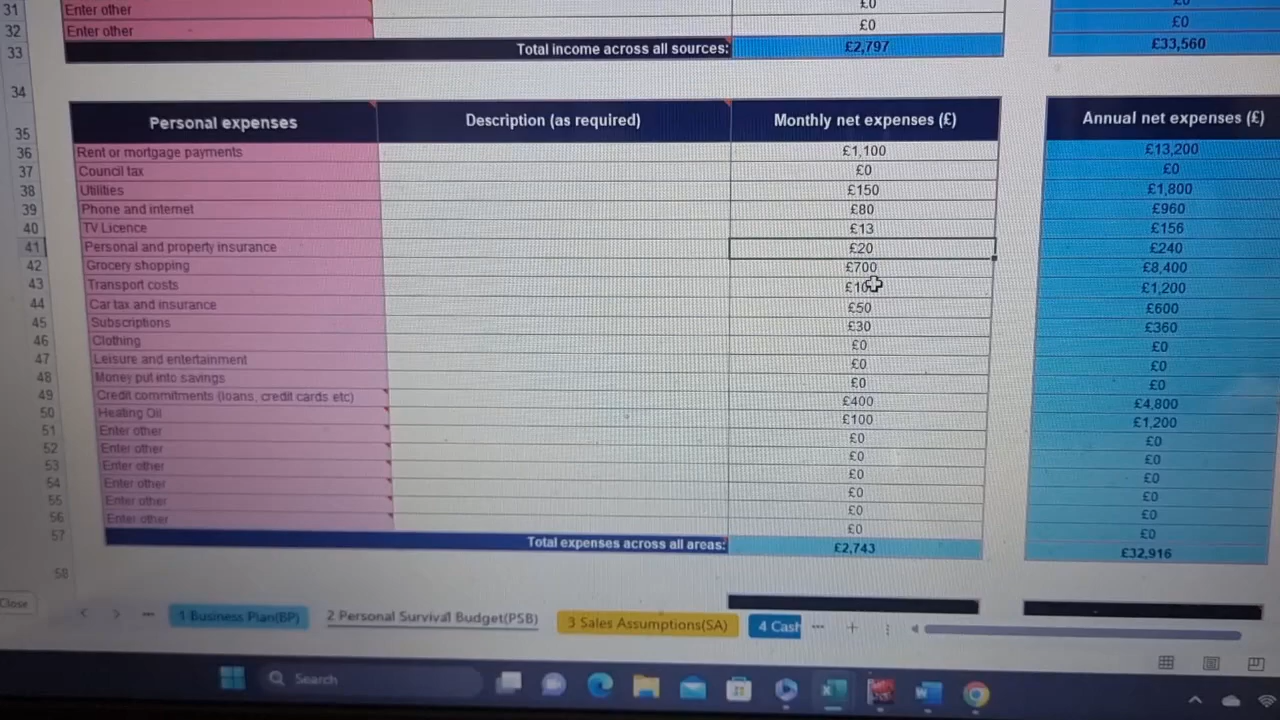 31 Enter other £0 £0
32 Enter other £0 £0
33 Total income across all sources: £2,797 £33,560
34
35 Personal expenses Description (as required) Monthly net expenses (£) Annual net expenses (£)
36 Rent or mortgage payments £1,100 £13,200
37 Council tax £0 £0
38 Utilities £150 £1,800
39 Phone and internet £80 £960
40 TV Licence £13 £156
41 Personal and property insurance £20 £240
42 Grocery shopping £700 £8,400
43 Transport costs £10 £1,200
44 Car tax and insurance £50 £600
45 Subscriptions £30 £360
46 Clothing £0 £0
47 Leisure and entertainment £0 £0
48 Money put into savings £0 £0
49 Credit commitments (loans, credit cards etc) £400 £4,800
50 Heating Oil £100 £1,200
51 Enter other £0 £0
52 Enter other £0 £0
53 Enter other £0 £0
54 Enter other £0 £0
55 Enter other £0 £0
56 Enter other £0 £0
57 Total expenses across all areas: £2,743 £32,916
58
Close
1 Business Plan(BP) 2 Personal Survival Budget(PSB) 3 Sales Assumptions(SA) 4 Cash
Search